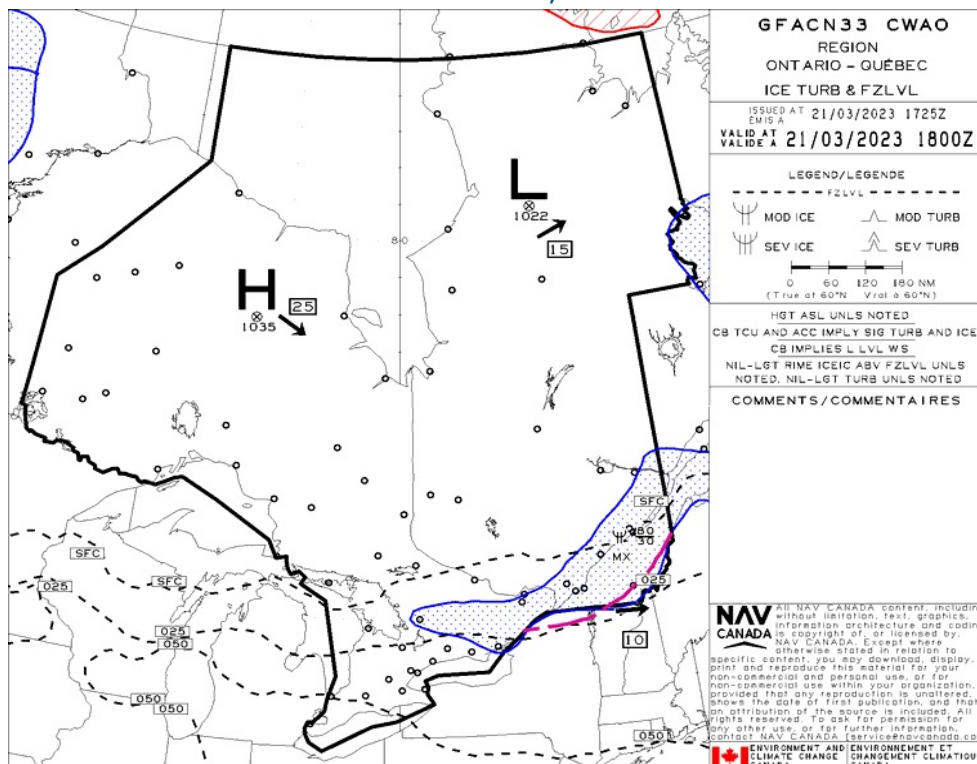 GFACN33 CWAO
REGION
ONTARIO – QUÉBEC
ICE TURB & FZLVL
ISSUED AT
ÉMIS À
21/03/2023 1725Z
VALID AT
VALIDE À
21/03/2023 1800Z
LEGEND/LÉGENDE
FZLVL
MOD ICE
MOD TURB
SEV ICE
SEV TURB
0 60 120 180 NM
(True at 60°N Vrai à 60°N)
HGT ASL UNLS NOTED
CB TCU AND ACC IMPLY SIG TURB AND ICE
CB IMPLIES L LVL WS
NIL-LGT RIME ICEIC ABV FZLVL UNLS
NOTED. NIL-LGT TURB UNLS NOTED
COMMENTS/COMMENTAIRES
L
1022
15
80
H
25
1035
SFC
80
30
MX
SFC
SFC
025
025
025
050
10
050
050
050
NAV
CANADA
All NAV CANADA content, including
without limitation, text, graphics,
information architecture and coding
is copyright of, or licensed by,
NAV CANADA. Except where
otherwise stated in relation to
specific content, you may download, display,
print and reproduce this material for your
non-commercial and personal use, or for
non-commercial use within your organization,
provided that any reproduction is unaltered,
shows the date of first publication, and that
an attribution of the source is included. All
rights reserved. To ask for permission for
any other use, or for further information,
contact NAV CANADA [service@navcanada.ca
ENVIRONMENT AND
CLIMATE CHANGE
CANADA
ENVIRONNEMENT ET
CHANGEMENT CLIMATIQUE
CANADA